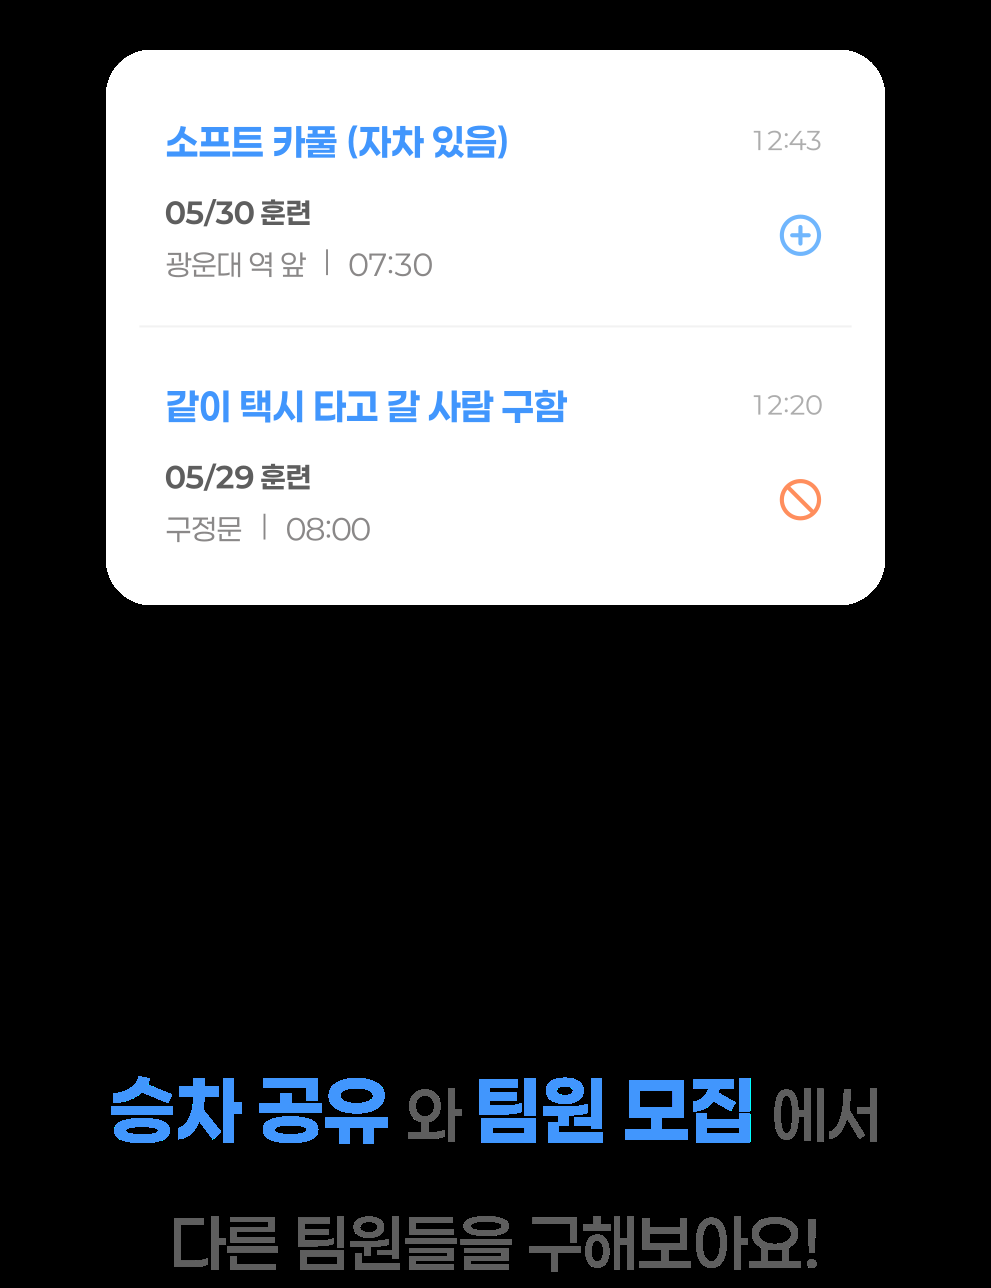 소프트 카풀 (자차 있음) 12:43
05/30 훈련
광운대 역 앞 | 07:30
같이 택시 타고 갈 사람 구함 12:20
05/29 훈련
구정문 | 08:00
승차 공유 와 팀원 모집 에서
다른 팀원들을 구해보아요!